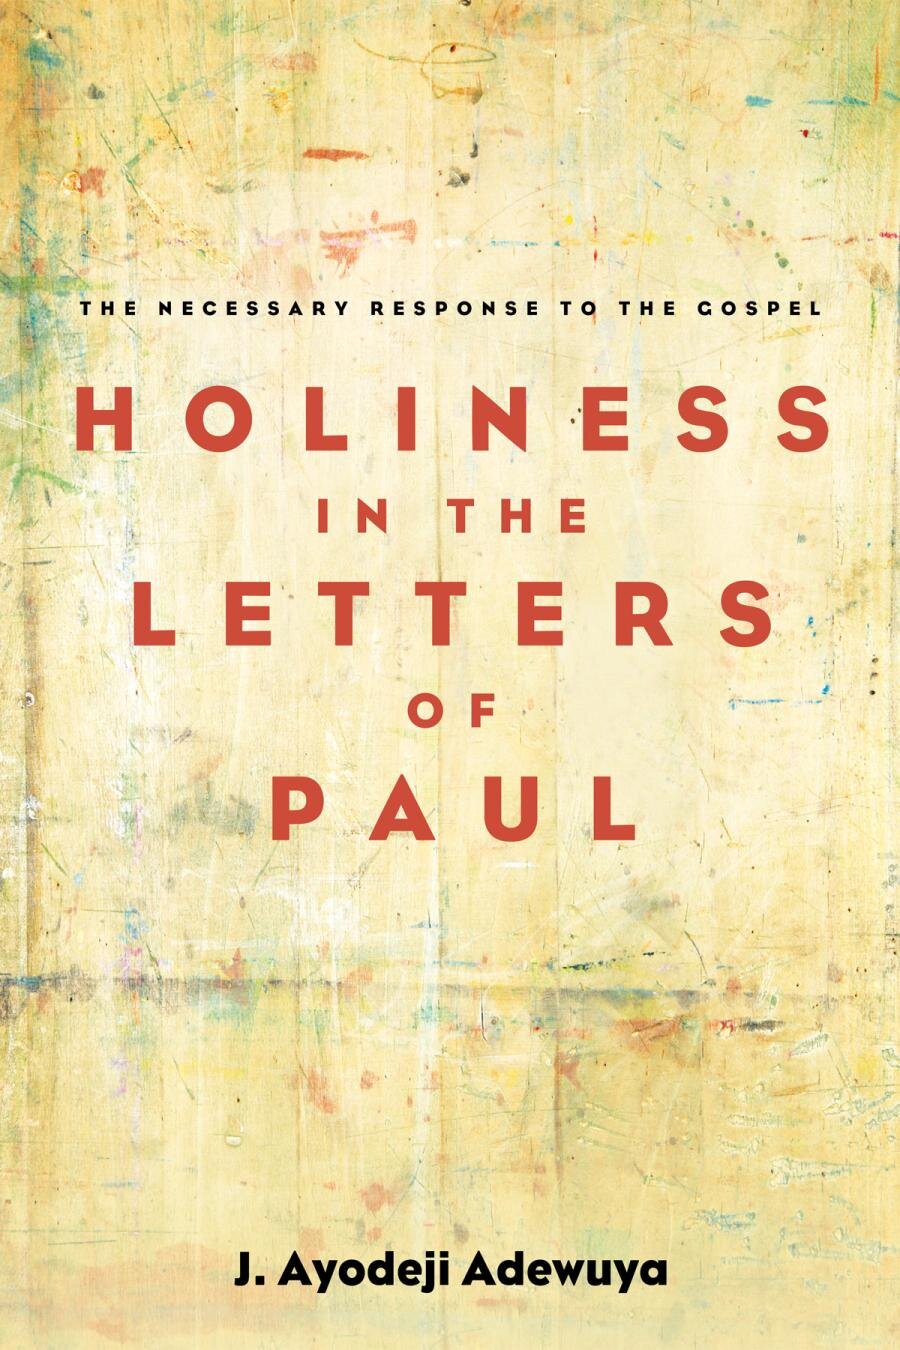 THE NECESSARY RESPONSE TO THE GOSPEL
HOLINESS
IN THE
LETTERS
OF
PAUL
J. Ayodeji Adewuya